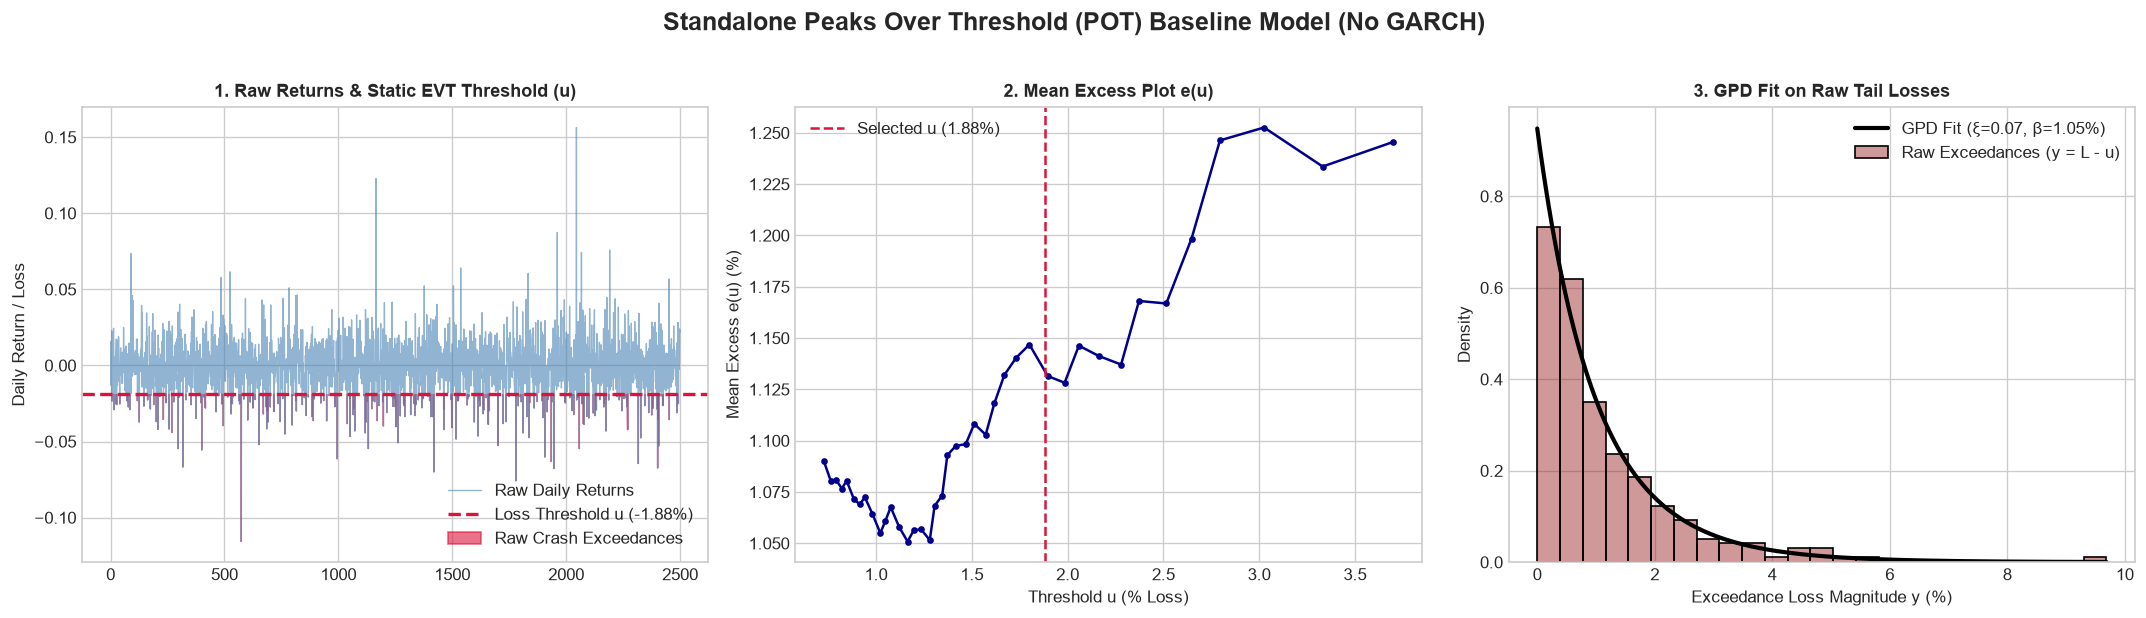 Standalone Peaks Over Threshold (POT) Baseline Model (No GARCH)
1. Raw Returns & Static EVT Threshold (u)
Daily Return / Loss
0.15
0.10
0.05
0.00
−0.05
−0.10
0
500
1000
1500
2000
2500
Raw Daily Returns
Loss Threshold u (-1.88%)
Raw Crash Exceedances
2. Mean Excess Plot e(u)
Mean Excess e(u) (%)
1.250
1.225
1.200
1.175
1.150
1.125
1.100
1.075
1.050
1.0
1.5
2.0
2.5
3.0
3.5
Threshold u (% Loss)
Selected u (1.88%)
3. GPD Fit on Raw Tail Losses
Density
0.8
0.6
0.4
0.2
0.0
0
2
4
6
8
10
Exceedance Loss Magnitude y (%)
GPD Fit (ξ=0.07, β=1.05%)
Raw Exceedances (y = L - u)